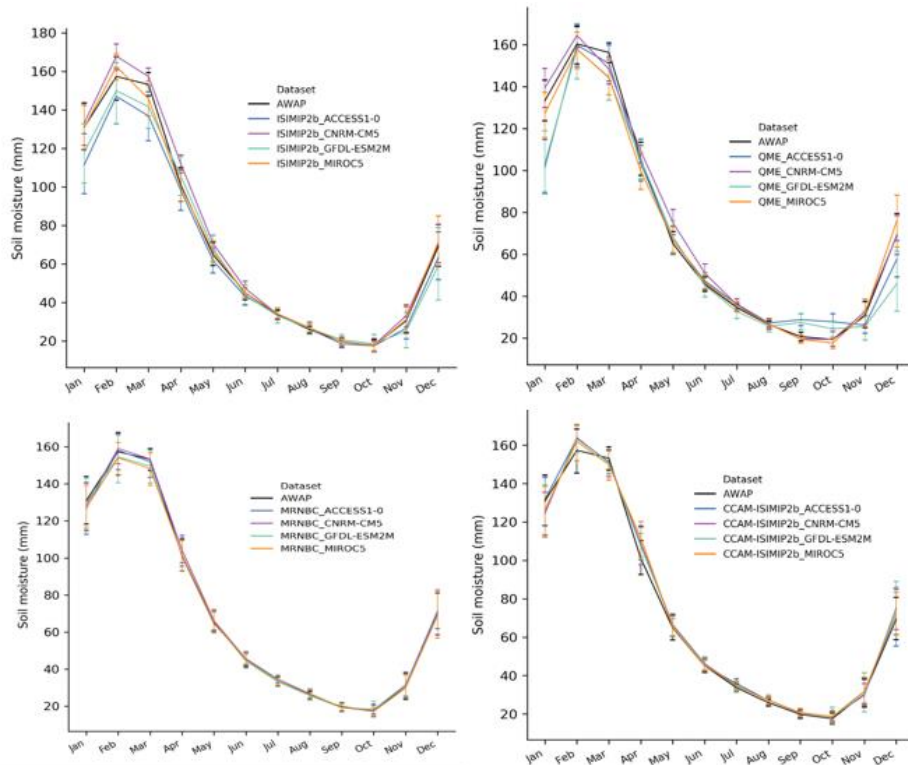 180
160
140
120
100
80
60
40
20
Soil moisture (mm)
Dataset
AWAP
ISIMIP2b_ACCESS1-0
ISIMIP2b_CNRM-CM5
ISIMIP2b_GFDL-ESM2M
ISIMIP2b_MIROC5
Jan Feb Mar Apr May Jun Jul Aug Sep Oct Nov Dec
160
140
120
100
80
60
40
20
Soil moisture (mm)
Dataset
AWAP
QME_ACCESS1-0
QME_CNRM-CM5
QME_GFDL-ESM2M
QME_MIROC5
Jan Feb Mar Apr May Jun Jul Aug Sep Oct Nov Dec
160
140
120
100
80
60
40
20
Soil moisture (mm)
Dataset
AWAP
MRNBC_ACCESS1-0
MRNBC_CNRM-CM5
MRNBC_GFDL-ESM2M
MRNBC_MIROC5
Jan Feb Mar Apr May Jun Jul Aug Sep Oct Nov Dec
160
140
120
100
80
60
40
20
Soil moisture (mm)
Dataset
AWAP
CCAM-ISIMIP2b_ACCESS1-0
CCAM-ISIMIP2b_CNRM-CM5
CCAM-ISIMIP2b_GFDL-ESM2M
CCAM-ISIMIP2b_MIROC5
Jan Feb Mar Apr May Jun Jul Aug Sep Oct Nov Dec